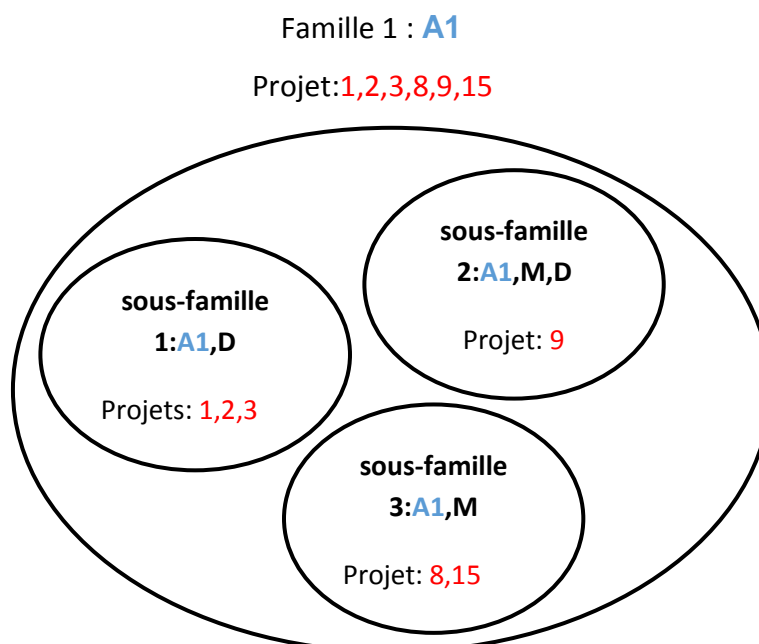 Famille 1 : A1
Projet:1,2,3,8,9,15
sous-famille
1:A1,D
Projets: 1,2,3
sous-famille
2:A1,M,D
Projet: 9
sous-famille
3:A1,M
Projet: 8,15